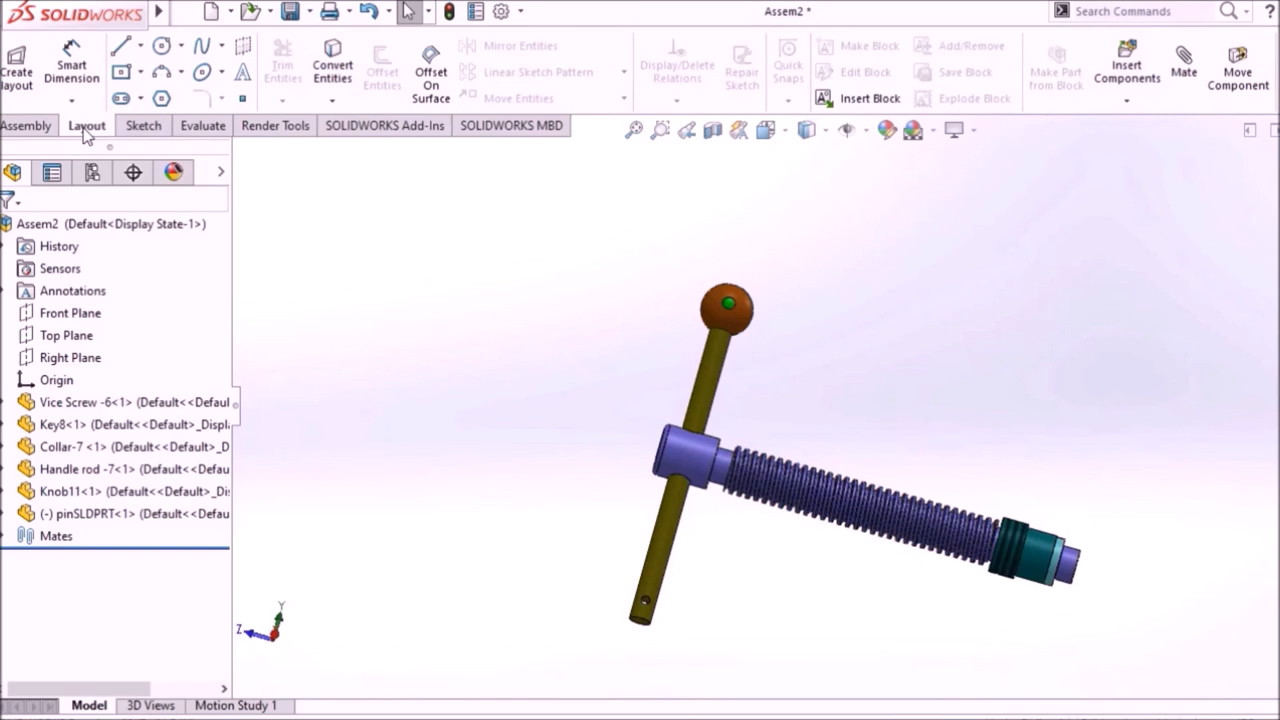 SOLIDWORKS
Assem2 *
Search Commands
?
Create
layout
Smart
Dimension
Trim
Entities
Convert
Entities
Offset
Entities
Offset
On
Surface
Mirror Entities
Linear Sketch Pattern
Move Entities
Display/Delete
Relations
Repair
Sketch
Quick
Snaps
Make Block
Edit Block
Insert Block
Add/Remove
Save Block
Explode Block
Make Part
from Block
Insert
Components
Mate
Move
Component
Assembly
Layout
Sketch
Evaluate
Render Tools
SOLIDWORKS Add-Ins
SOLIDWORKS MBD
Assem2 (Default<Display State-1>)
History
Sensors
Annotations
Front Plane
Top Plane
Right Plane
Origin
Vice Screw -6<1> (Default<<Defaul
Key8<1> (Default<<Default>_Displ
Collar-7 <1> (Default<<Default>_D
Handle rod -7<1> (Default<<Defau
Knob11<1> (Default<<Default>_Di
(-) pinSLDPRT<1> (Default<<Defau
Mates
Y
Z
Model
3D Views
Motion Study 1